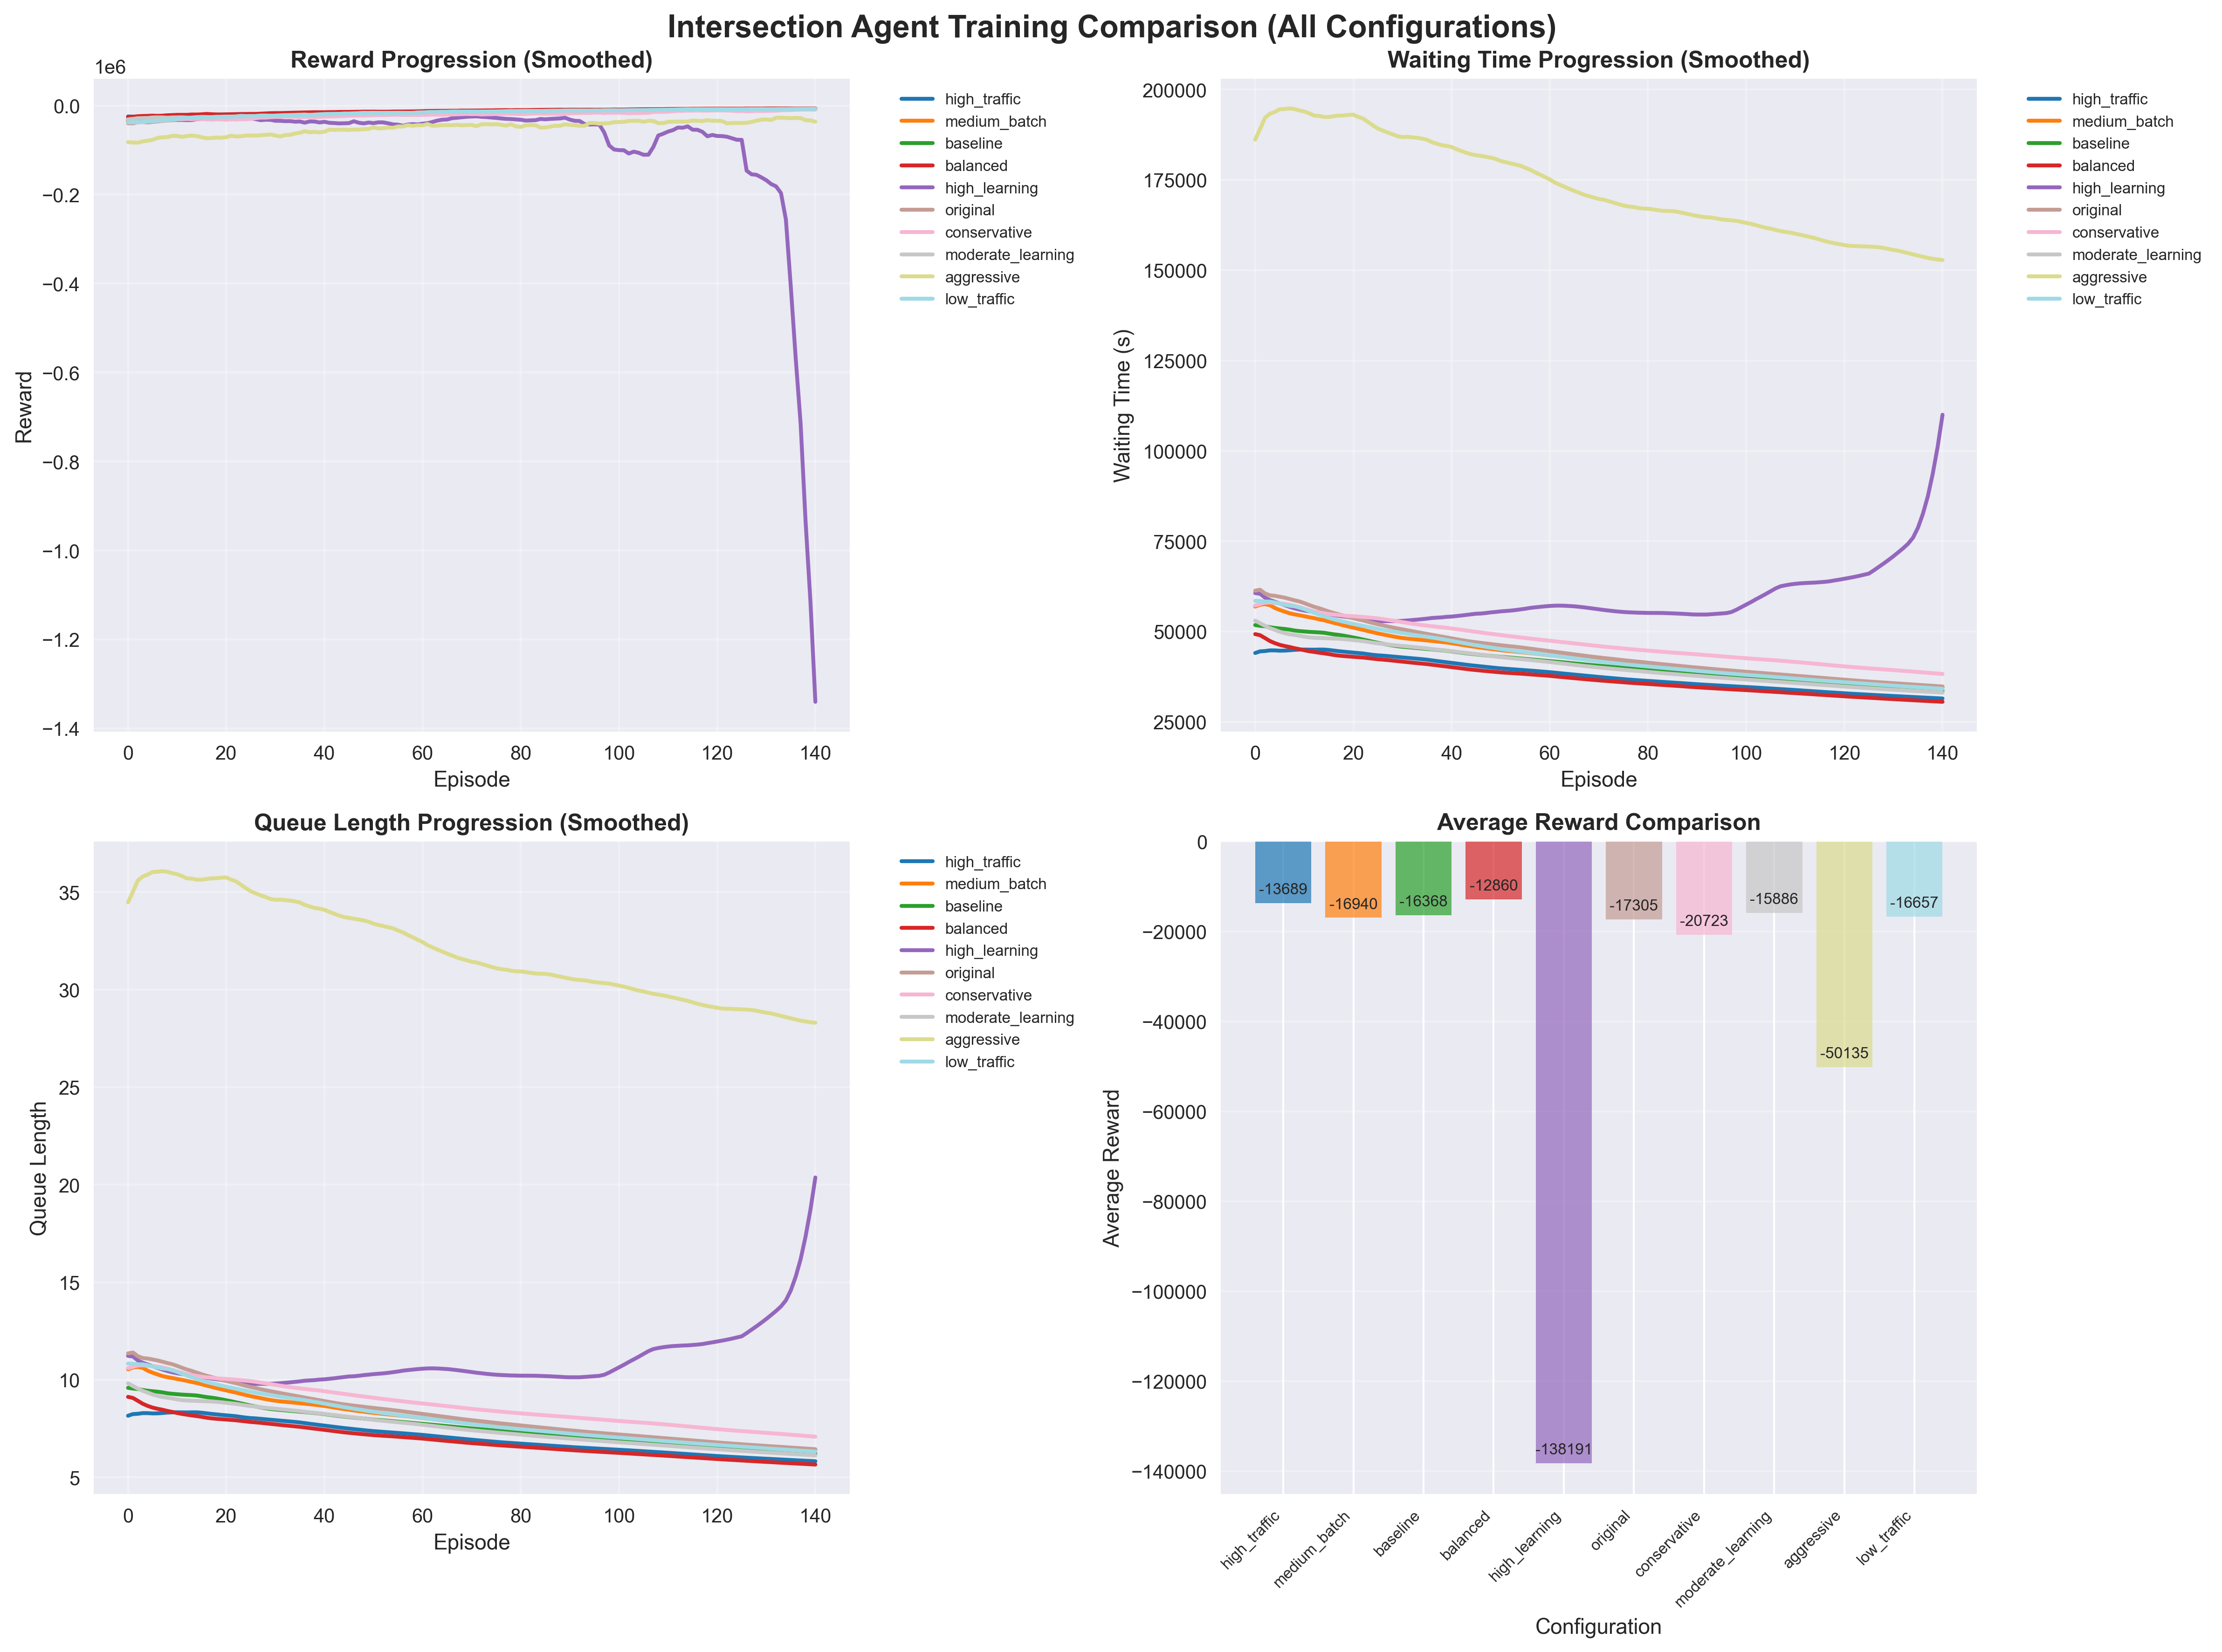 Intersection Agent Training Comparison (All Configurations)
Reward Progression (Smoothed)
1e6
0.0
−0.2
−0.4
−0.6
−0.8
−1.0
−1.2
−1.4
Reward
0 20 40 60 80 100 120 140
Episode
high_traffic
medium_batch
baseline
balanced
high_learning
original
conservative
moderate_learning
aggressive
low_traffic
Waiting Time Progression (Smoothed)
200000
175000
150000
125000
100000
75000
50000
25000
Waiting Time (s)
0 20 40 60 80 100 120 140
Episode
high_traffic
medium_batch
baseline
balanced
high_learning
original
conservative
moderate_learning
aggressive
low_traffic
Queue Length Progression (Smoothed)
35
30
25
20
15
10
5
Queue Length
0 20 40 60 80 100 120 140
Episode
high_traffic
medium_batch
baseline
balanced
high_learning
original
conservative
moderate_learning
aggressive
low_traffic
Average Reward Comparison
0
−20000
−40000
−60000
−80000
−100000
−120000
−140000
Average Reward
-13689
-16940
-16368
-12860
-138191
-17305
-20723
-15886
-50135
-16657
high_traffic
medium_batch
baseline
balanced
high_learning
original
conservative
moderate_learning
aggressive
low_traffic
Configuration